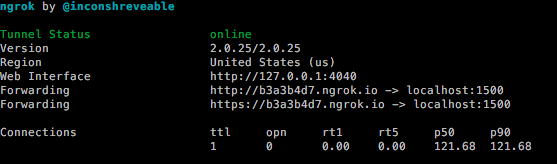 ngrok by @inconshreveable
Tunnel Status online
Version 2.0.25/2.0.25
Region United States (us)
Web Interface http://127.0.0.1:4040
Forwarding http://b3a3b4d7.ngrok.io -> localhost:1500
Forwarding https://b3a3b4d7.ngrok.io -> localhost:1500
Connections ttl opn rt1 rt5 p50 p90
1 0 0.00 0.00 121.68 121.68